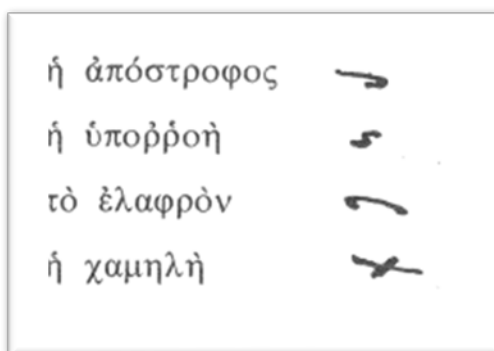 ἡ ἀπόστροφος
ἡ ὑποῤῥοὴ
τὸ ἐλαφρὸν
ἡ χαμηλὴ